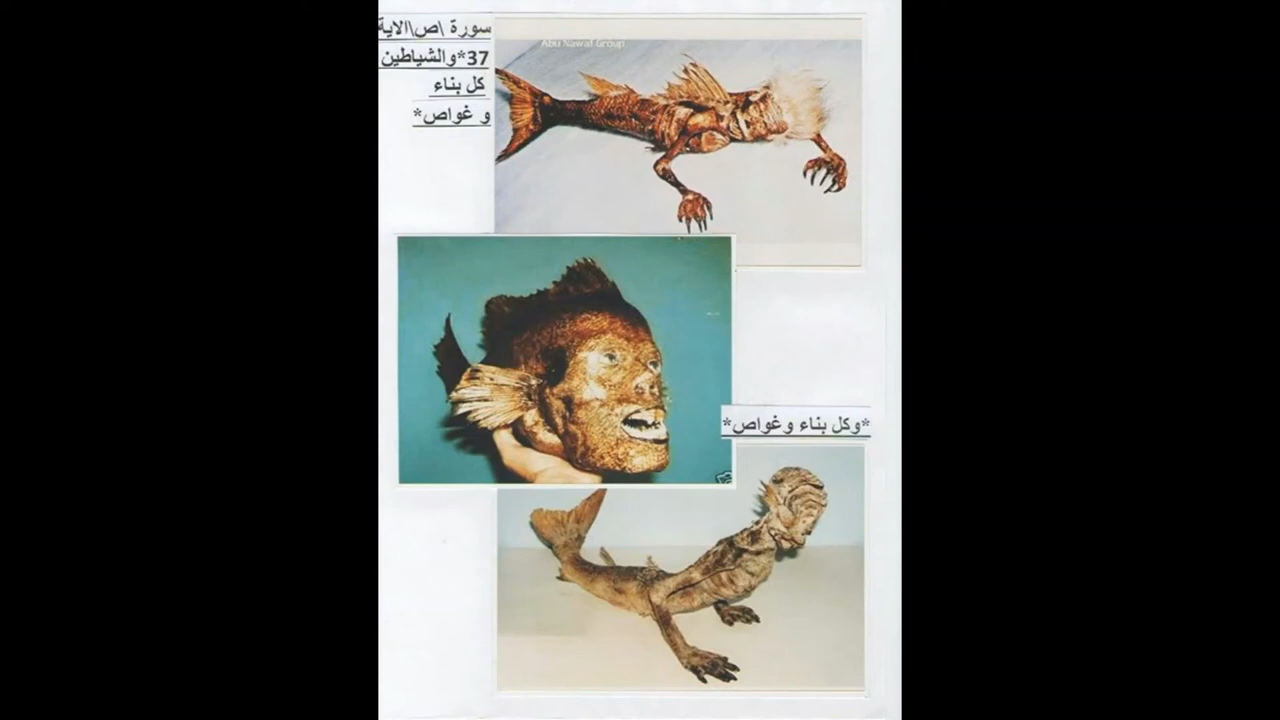 سورة \ص\الاية
37*والشياطين
كل بناء
و غواص*
Abu Nawaf Group
*وكل بناء وغواص*